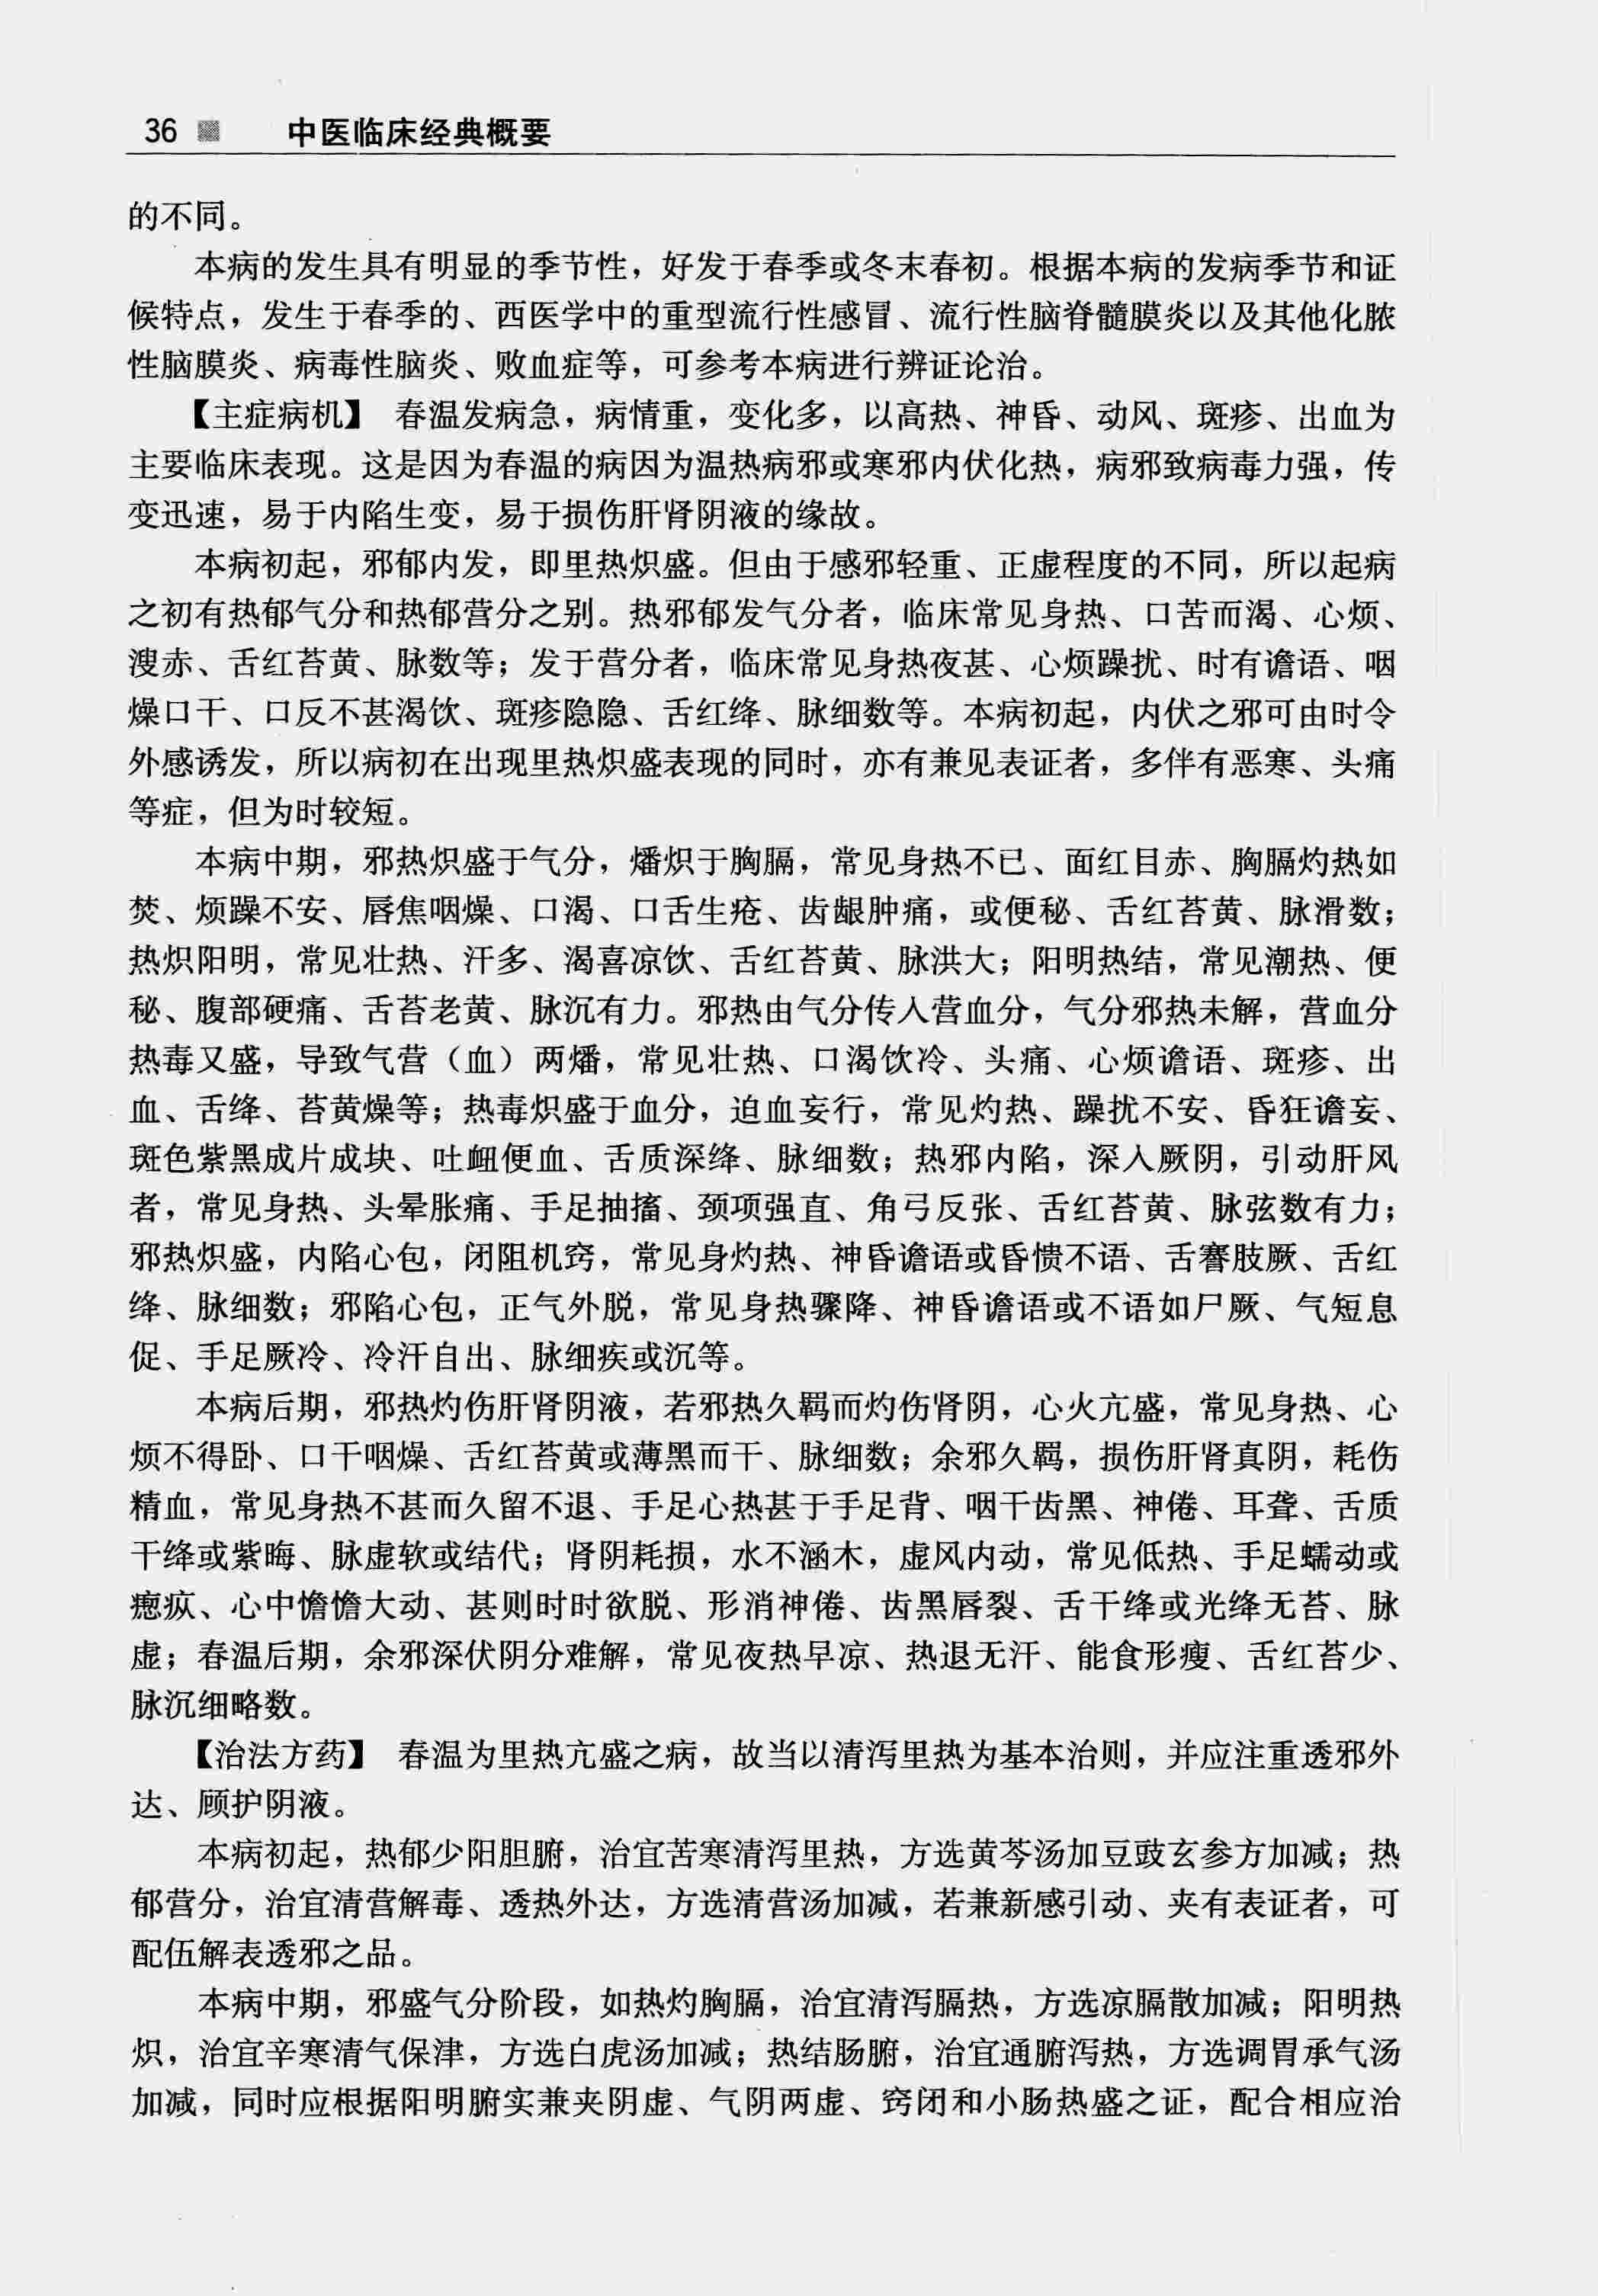 36 中医临床经典概要
的不同。
本病的发生具有明显的季节性，好发于春季或冬末春初。根据本病的发病季节和证
候特点，发生于春季的、西医学中的重型流行性感冒、流行性脑脊髓膜炎以及其他化脓
性脑膜炎、病毒性脑炎、败血症等，可参考本病进行辨证论治。
【主症病机】 春温发病急，病情重，变化多，以高热、神昏、动风、斑疹、出血为
主要临床表现。这是因为春温的病因为温热病邪或寒邪内伏化热，病邪致病毒力强，传
变迅速，易于内陷生变，易于损伤肝肾阴液的缘故。
本病初起，邪郁内发，即里热炽盛。但由于感邪轻重、正虚程度的不同，所以起病
之初有热郁气分和热郁营分之别。热邪郁发气分者，临床常见身热、口苦而渴、心烦、
溲赤、舌红苔黄、脉数等；发于营分者，临床常见身热夜甚、心烦躁扰、时有谵语、咽
燥口干、口反不甚渴饮、斑疹隐隐、舌红绛、脉细数等。本病初起，内伏之邪可由时令
外感诱发，所以病初在出现里热炽盛表现的同时，亦有兼见表证者，多伴有恶寒、头痛
等症，但为时较短。
本病中期，邪热炽盛于气分，燔炽于胸膈，常见身热不已、面红目赤、胸膈灼热如
焚、烦躁不安、唇焦咽燥、口渴、口舌生疮、齿龈肿痛，或便秘、舌红苔黄、脉滑数；
热炽阳明，常见壮热、汗多、渴喜凉饮、舌红苔黄、脉洪大；阳明热结，常见潮热、便
秘、腹部硬痛、舌苔老黄、脉沉有力。邪热由气分传入营血分，气分邪热未解，营血分
热毒又盛，导致气营（血）两燔，常见壮热、口渴饮冷、头痛、心烦谵语、斑疹、出
血、舌绛、苔黄燥等；热毒炽盛于血分，迫血妄行，常见灼热、躁扰不安、昏狂谵妄、
斑色紫黑成片成块、吐衄便血、舌质深绛、脉细数；热邪内陷，深入厥阴，引动肝风
者，常见身热、头晕胀痛、手足抽搐、颈项强直、角弓反张、舌红苔黄、脉弦数有力；
邪热炽盛，内陷心包，闭阻机窍，常见身灼热、神昏谵语或昏愦不语、舌謇肢厥、舌红
绛、脉细数；邪陷心包，正气外脱，常见身热骤降、神昏谵语或不语如尸厥、气短息
促、手足厥冷、冷汗自出、脉细疾或沉等。
本病后期，邪热灼伤肝肾阴液，若邪热久羁而灼伤肾阴，心火亢盛，常见身热、心
烦不得卧、口干咽燥、舌红苔黄或薄黑而干、脉细数；余邪久羁，损伤肝肾真阴，耗伤
精血，常见身热不甚而久留不退、手足心热甚于手足背、咽干齿黑、神倦、耳聋、舌质
干绛或紫晦、脉虚软或结代；肾阴耗损，水不涵木，虚风内动，常见低热、手足蠕动或
瘛疭、心中憺憺大动、甚则时时欲脱、形消神倦、齿黑唇裂、舌干绛或光绛无苔、脉
虚；春温后期，余邪深伏阴分难解，常见夜热早凉、热退无汗、能食形瘦、舌红苔少、
脉沉细略数。
【治法方药】 春温为里热亢盛之病，故当以清泻里热为基本治则，并应注重透邪外
达、顾护阴液。
本病初起，热郁少阳胆腑，治宜苦寒清泻里热，方选黄芩汤加豆豉玄参方加减；热
郁营分，治宜清营解毒、透热外达，方选清营汤加减，若兼新感引动、夹有表证者，可
配伍解表透邪之品。
本病中期，邪盛气分阶段，如热灼胸膈，治宜清泻膈热，方选凉膈散加减；阳明热
炽，治宜辛寒清气保津，方选白虎汤加减；热结肠腑，治宜通腑泻热，方选调胃承气汤
加减，同时应根据阳明腑实兼夹阴虚、气阴两虚、窍闭和小肠热盛之证，配合相应治